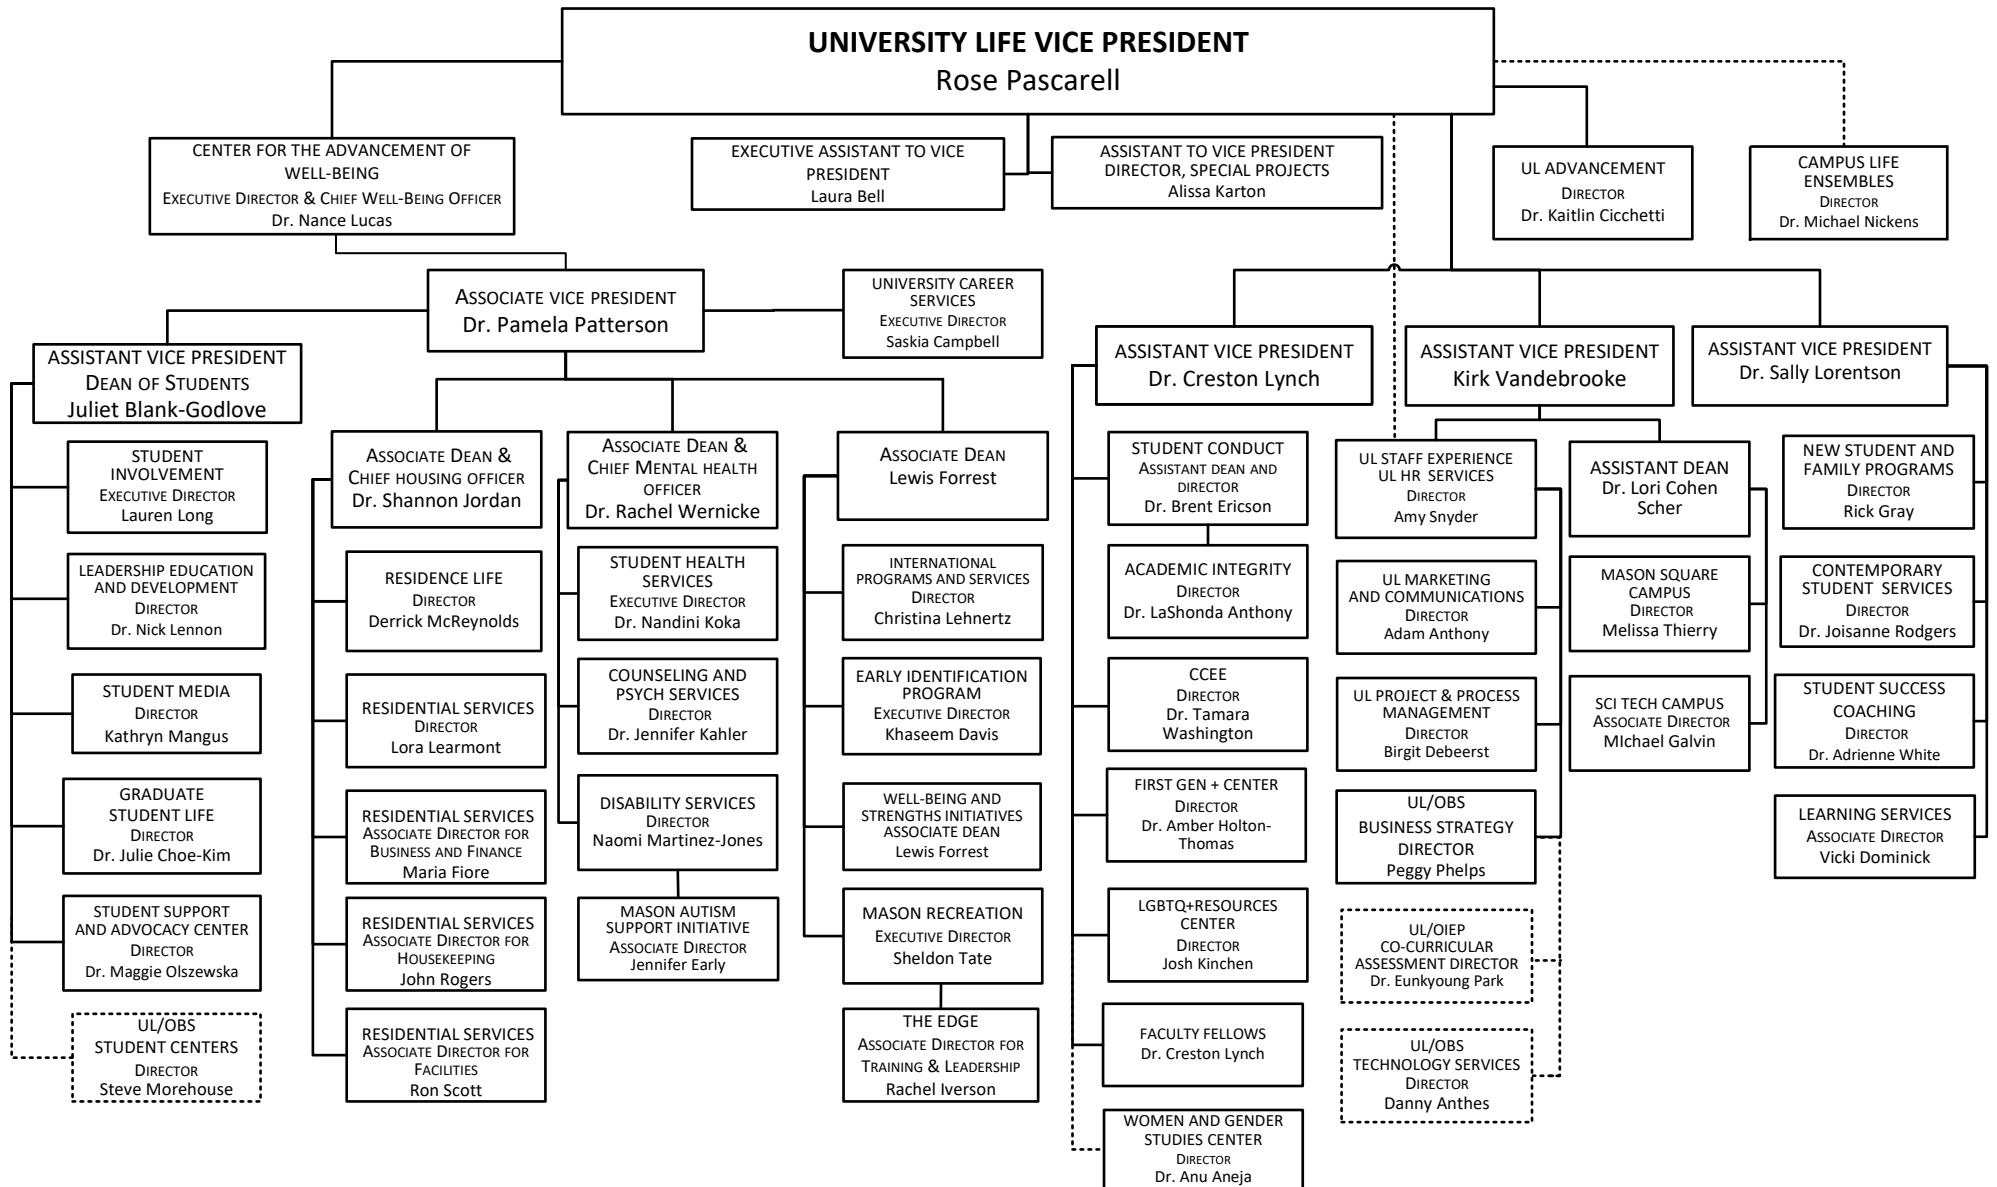 UNIVERSITY LIFE VICE PRESIDENT
Rose Pascarell
CENTER FOR THE ADVANCEMENT OF
WELL-BEING
EXECUTIVE DIRECTOR & CHIEF WELL-BEING OFFICER
Dr. Nance Lucas
EXECUTIVE ASSISTANT TO VICE
PRESIDENT
Laura Bell
ASSISTANT TO VICE PRESIDENT
DIRECTOR, SPECIAL PROJECTS
Alissa Karton
UL ADVANCEMENT
DIRECTOR
Dr. Kaitlin Cicchetti
CAMPUS LIFE
ENSEMBLES
DIRECTOR
Dr. Michael Nickens
ASSOCIATE VICE PRESIDENT
Dr. Pamela Patterson
UNIVERSITY CAREER
SERVICES
EXECUTIVE DIRECTOR
Saskia Campbell
ASSISTANT VICE PRESIDENT
DEAN OF STUDENTS
Juliet Blank-Godlove
ASSISTANT VICE PRESIDENT
Dr. Creston Lynch
ASSISTANT VICE PRESIDENT
Kirk Vandebrooke
ASSISTANT VICE PRESIDENT
Dr. Sally Lorentson
STUDENT
INVOLVEMENT
EXECUTIVE DIRECTOR
Lauren Long
LEADERSHIP EDUCATION
AND DEVELOPMENT
DIRECTOR
Dr. Nick Lennon
STUDENT MEDIA
DIRECTOR
Kathryn Mangus
GRADUATE
STUDENT LIFE
DIRECTOR
Dr. Julie Choe-Kim
STUDENT SUPPORT
AND ADVOCACY CENTER
DIRECTOR
Dr. Maggie Olszewska
UL/OBS
STUDENT CENTERS
DIRECTOR
Steve Morehouse
ASSOCIATE DEAN &
CHIEF HOUSING OFFICER
Dr. Shannon Jordan
RESIDENCE LIFE
DIRECTOR
Derrick McReynolds
RESIDENTIAL SERVICES
DIRECTOR
Lora Learmont
RESIDENTIAL SERVICES
ASSOCIATE DIRECTOR FOR
BUSINESS AND FINANCE
Maria Fiore
RESIDENTIAL SERVICES
ASSOCIATE DIRECTOR FOR
HOUSEKEEPING
John Rogers
RESIDENTIAL SERVICES
ASSOCIATE DIRECTOR FOR
FACILITIES
Ron Scott
ASSOCIATE DEAN &
CHIEF MENTAL HEALTH
OFFICER
Dr. Rachel Wernicke
STUDENT HEALTH
SERVICES
EXECUTIVE DIRECTOR
Dr. Nandini Koka
COUNSELING AND
PSYCH SERVICES
DIRECTOR
Dr. Jennifer Kahler
DISABILITY SERVICES
DIRECTOR
Naomi Martinez-Jones
MASON AUTISM
SUPPORT INITIATIVE
ASSOCIATE DIRECTOR
Jennifer Early
ASSOCIATE DEAN
Lewis Forrest
INTERNATIONAL
PROGRAMS AND SERVICES
DIRECTOR
Christina Lehnertz
EARLY IDENTIFICATION
PROGRAM
EXECUTIVE DIRECTOR
Khaseem Davis
WELL-BEING AND
STRENGTHS INITIATIVES
ASSOCIATE DEAN
Lewis Forrest
MASON RECREATION
EXECUTIVE DIRECTOR
Sheldon Tate
THE EDGE
ASSOCIATE DIRECTOR FOR
TRAINING & LEADERSHIP
Rachel Iverson
STUDENT CONDUCT
ASSISTANT DEAN AND
DIRECTOR
Dr. Brent Ericson
ACADEMIC INTEGRITY
DIRECTOR
Dr. LaShonda Anthony
CCEE
DIRECTOR
Dr. Tamara
Washington
FIRST GEN + CENTER
DIRECTOR
Dr. Amber Holton-
Thomas
LGBTQ+RESOURCES
CENTER
DIRECTOR
Josh Kinchen
FACULTY FELLOWS
Dr. Creston Lynch
WOMEN AND GENDER
STUDIES CENTER
DIRECTOR
Dr. Anu Aneja
UL STAFF EXPERIENCE
UL HR SERVICES
DIRECTOR
Amy Snyder
UL MARKETING
AND COMMUNICATIONS
DIRECTOR
Adam Anthony
UL PROJECT & PROCESS
MANAGEMENT
DIRECTOR
Birgit Debeerst
UL/OBS
BUSINESS STRATEGY
DIRECTOR
Peggy Phelps
UL/OIEP
CO-CURRICULAR
ASSESSMENT DIRECTOR
Dr. Eunkyoung Park
UL/OBS
TECHNOLOGY SERVICES
DIRECTOR
Danny Anthes
ASSISTANT DEAN
Dr. Lori Cohen
Scher
MASON SQUARE
CAMPUS
DIRECTOR
Melissa Thierry
SCI TECH CAMPUS
ASSOCIATE DIRECTOR
MIchael Galvin
NEW STUDENT AND
FAMILY PROGRAMS
DIRECTOR
Rick Gray
CONTEMPORARY
STUDENT SERVICES
DIRECTOR
Dr. Joisanne Rodgers
STUDENT SUCCESS
COACHING
DIRECTOR
Dr. Adrienne White
LEARNING SERVICES
ASSOCIATE DIRECTOR
Vicki Dominick